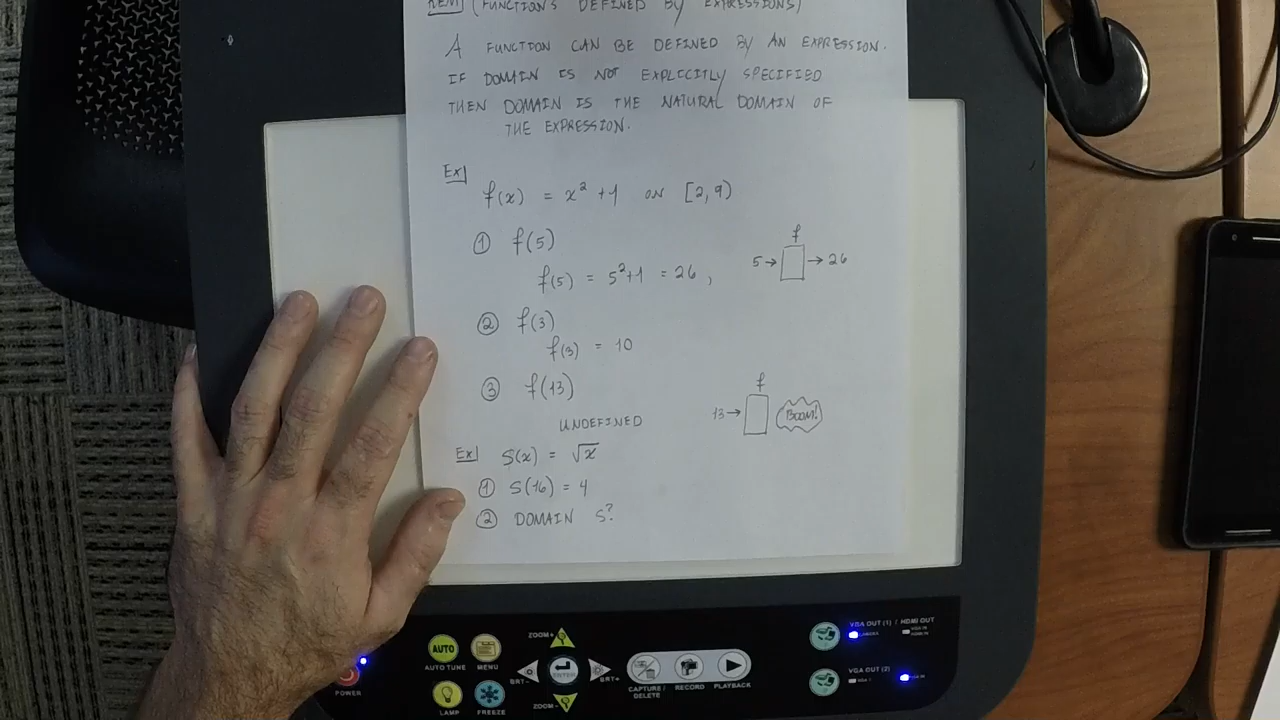 REM (FUNCTIONS DEFINED BY EXPRESSIONS)
A FUNCTION CAN BE DEFINED BY AN EXPRESSION.
IF DOMAIN IS NOT EXPLICITLY SPECIFIED
THEN DOMAIN IS THE NATURAL DOMAIN OF
THE EXPRESSION.
Ex
f(x) = x² + 1 ON [2, 9)
① f(5)
f(5) = 5²+1 = 26,
f
5 → → 26
② f(3)
f(3) = 10
③ f(13)
UNDEFINED
f
13 → BOOM!
Ex S(x) = √x
① S(16) = 4
② DOMAIN S?
AUTO
AUTO TUNE
MENU
ZOOM+
BRT-
ENTER
BRT+
ZOOM-
LAMP
FREEZE
POWER
CAPTURE / DELETE
RECORD
PLAYBACK
VGA OUT (1) / HDMI OUT
CAMERA
VGA OUT (2)